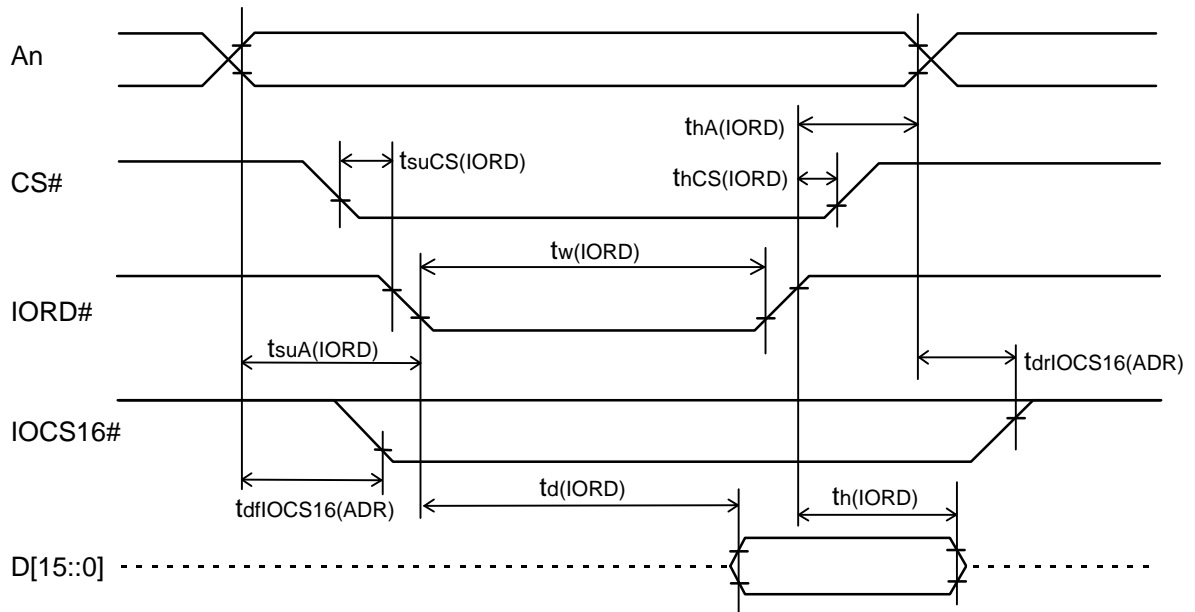 An
thA(IORD)
tsuCS(IORD)
thCS(IORD)
CS#
tw(IORD)
IORD#
tsuA(IORD)
tdrIOCS16(ADR)
IOCS16#
td(IORD)
th(IORD)
tdfIOCS16(ADR)
D[15::0]